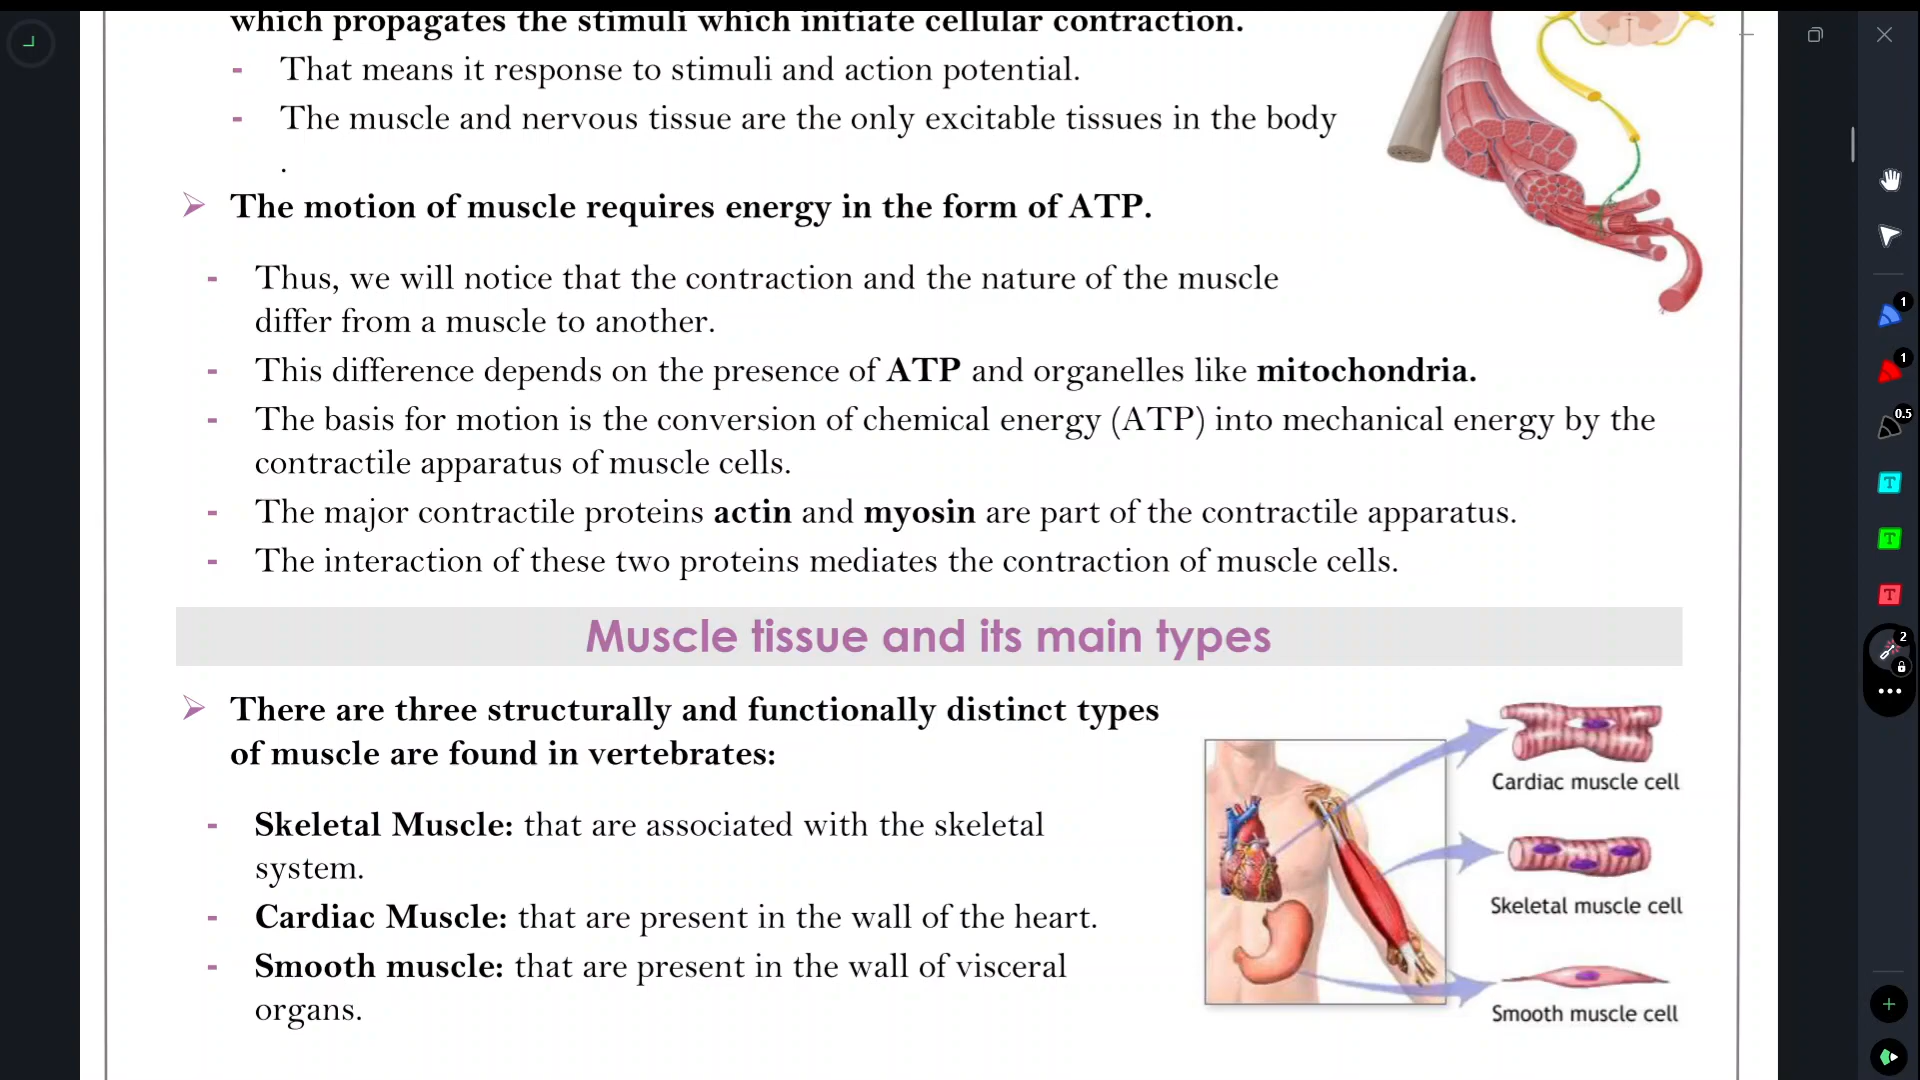 which propagates the stimuli which initiate cellular contraction.
- That means it response to stimuli and action potential.
- The muscle and nervous tissue are the only excitable tissues in the body
.
➢ The motion of muscle requires energy in the form of ATP.
- Thus, we will notice that the contraction and the nature of the muscle
differ from a muscle to another.
- This difference depends on the presence of ATP and organelles like mitochondria.
- The basis for motion is the conversion of chemical energy (ATP) into mechanical energy by the
contractile apparatus of muscle cells.
- The major contractile proteins actin and myosin are part of the contractile apparatus.
- The interaction of these two proteins mediates the contraction of muscle cells.
Muscle tissue and its main types
➢ There are three structurally and functionally distinct types
of muscle are found in vertebrates:
- Skeletal Muscle: that are associated with the skeletal
system.
- Cardiac Muscle: that are present in the wall of the heart.
- Smooth muscle: that are present in the wall of visceral
organs.
Cardiac muscle cell
Skeletal muscle cell
Smooth muscle cell
1
1
0.5
T
T
T
2